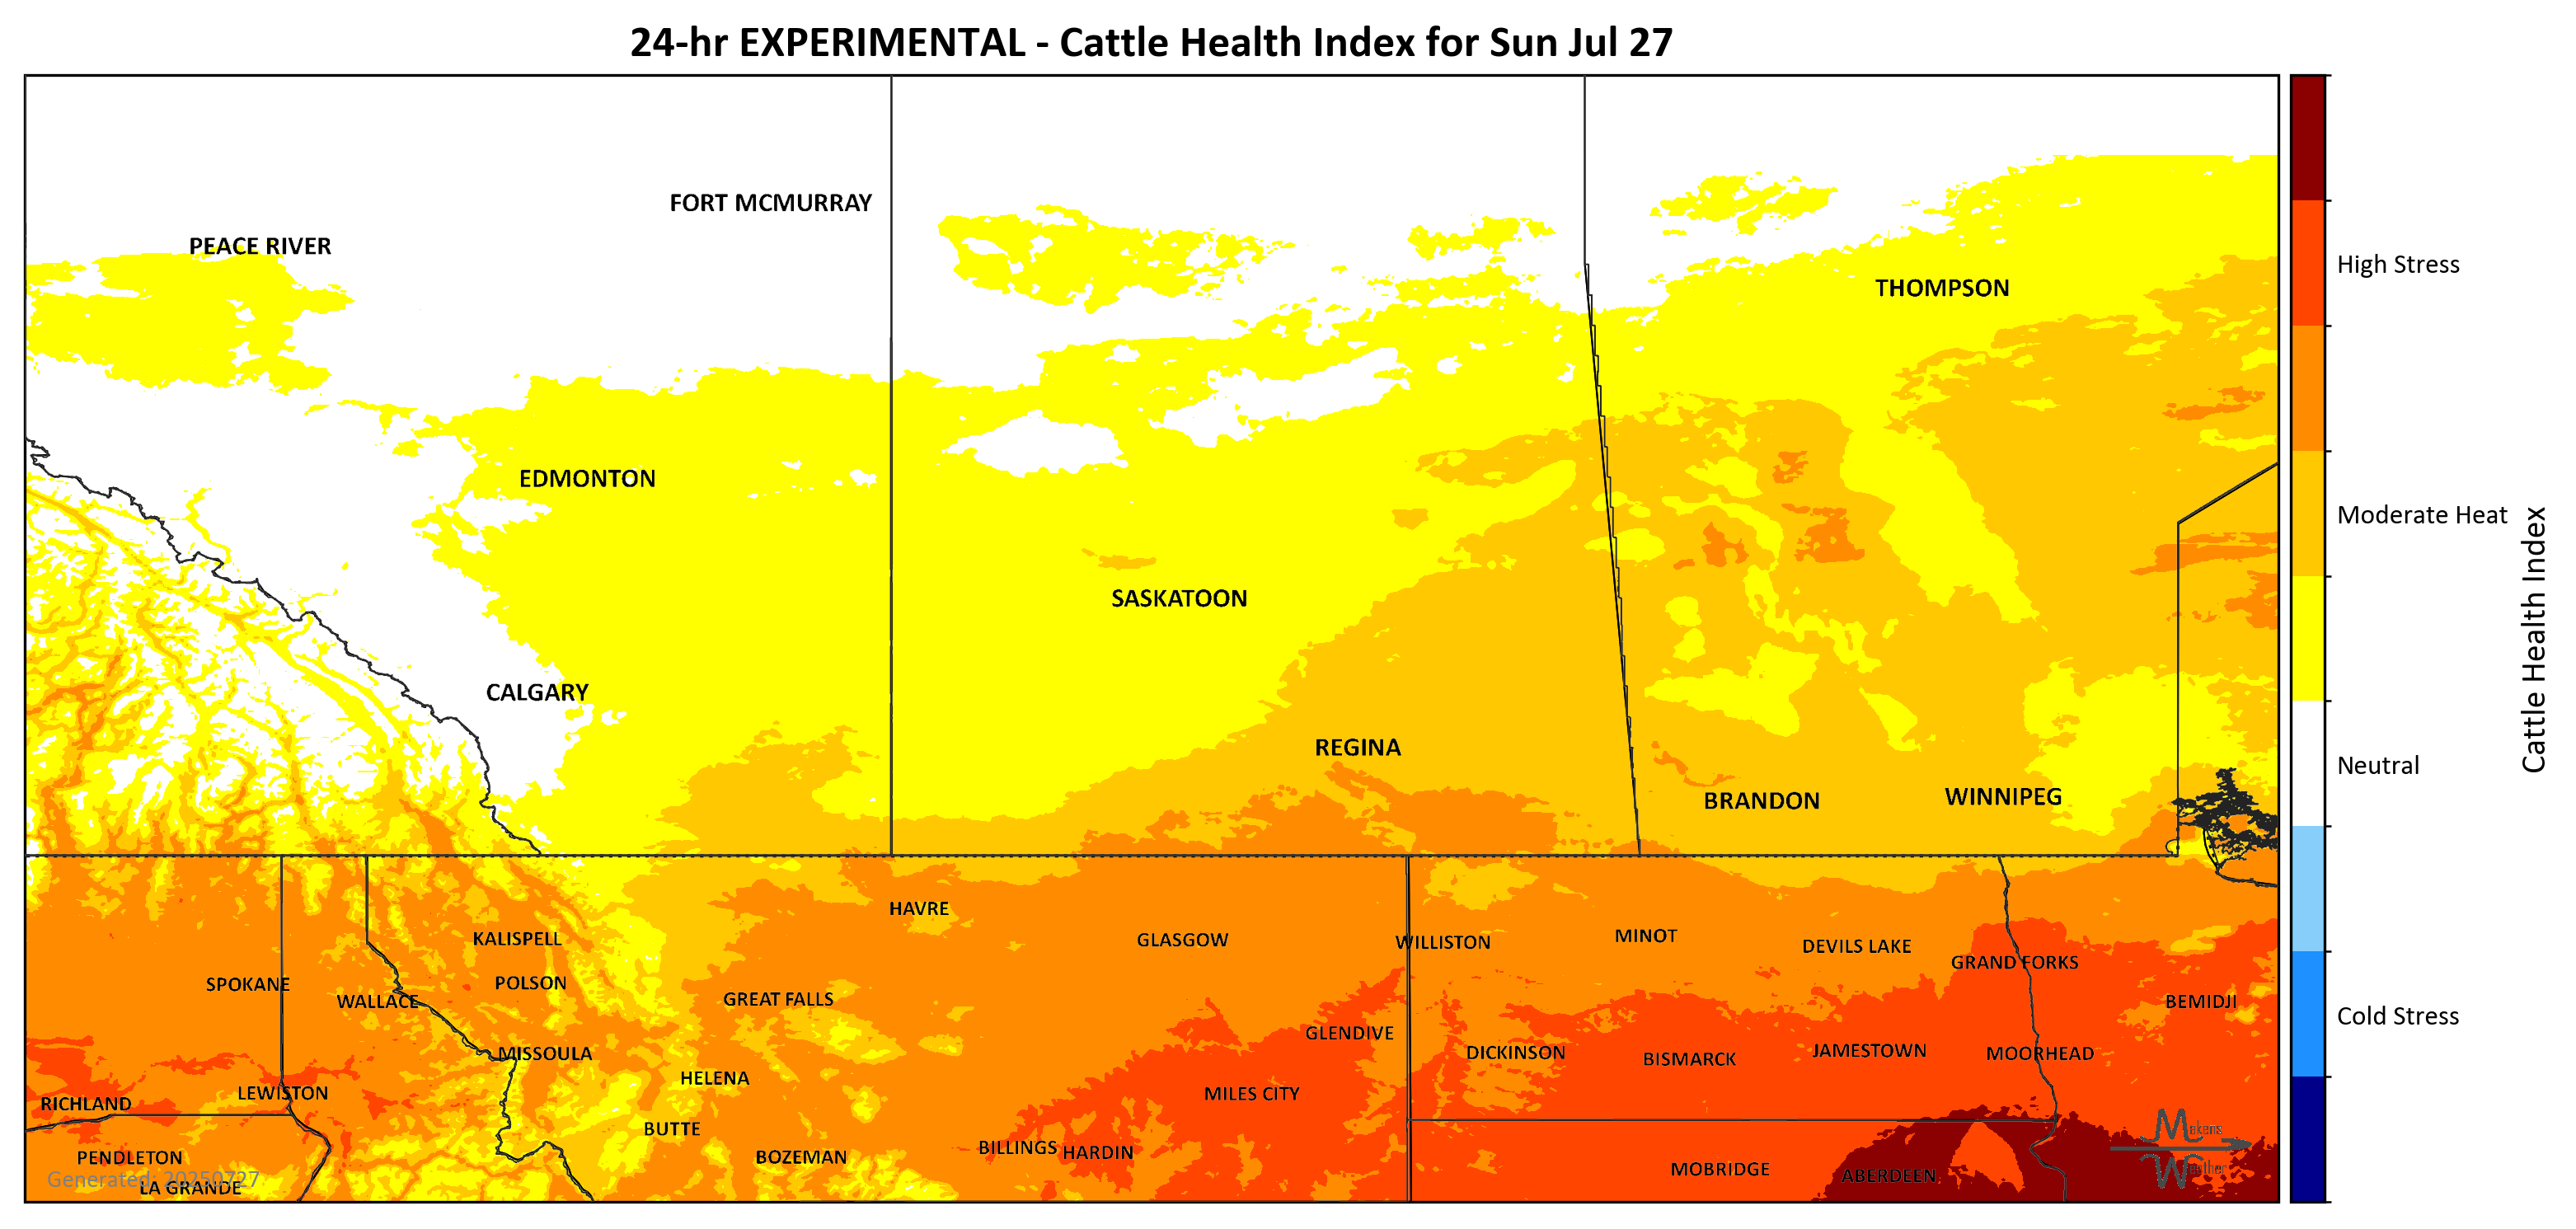 24-hr EXPERIMENTAL - Cattle Health Index for Sun Jul 27
FORT MCMURRAY
PEACE RIVER
THOMPSON
EDMONTON
SASKATOON
CALGARY
REGINA
BRANDON
WINNIPEG
HAVRE
KALISPELL
GLASGOW
WILLISTON
MINOT
DEVILS LAKE
GRAND FORKS
SPOKANE
POLSON
WALLACE
GREAT FALLS
BEMIDJI
GLENDIVE
MISSOULA
DICKINSON
BISMARCK
JAMESTOWN
MOORHEAD
HELENA
LEWISTON
MILES CITY
RICHLAND
BUTTE
Makens
Weather
BILLINGS
HARDIN
PENDLETON
BOZEMAN
MOBRIDGE
ABERDEEN
Generated: 20250727
LA GRANDE
High Stress
Moderate Heat
Neutral
Cold Stress
Cattle Health Index